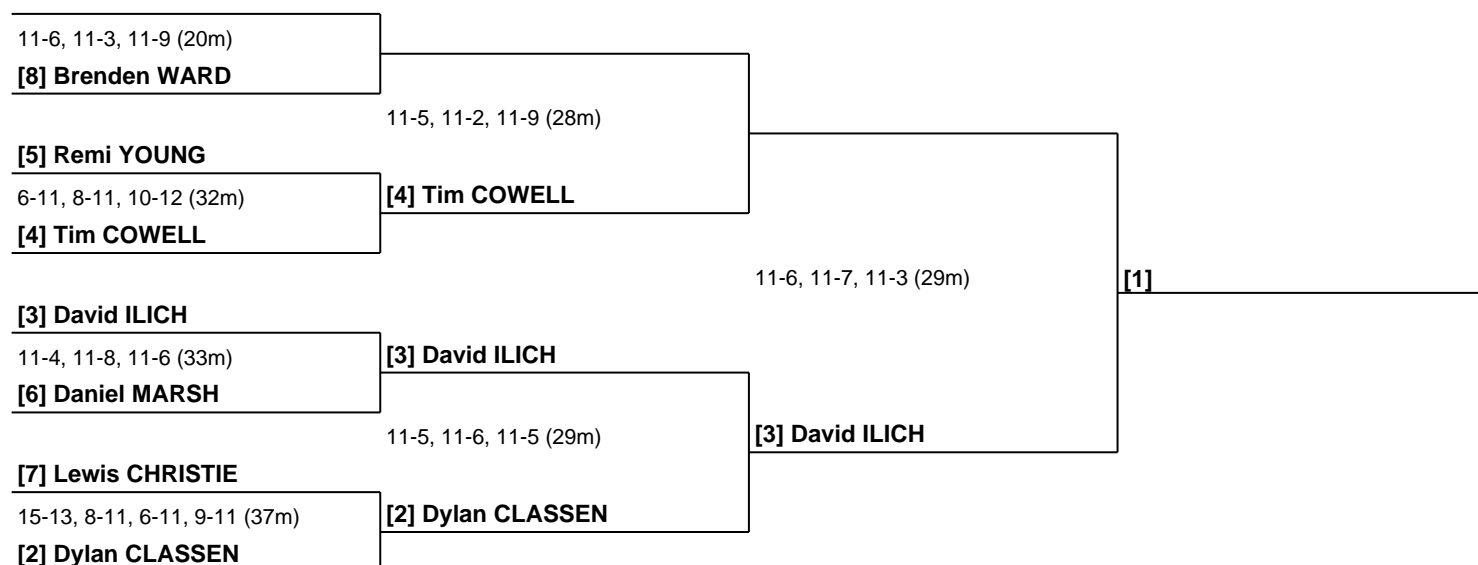 11-6, 11-3, 11-9 (20m)
[8] Brenden WARD
11-5, 11-2, 11-9 (28m)
[5] Remi YOUNG
6-11, 8-11, 10-12 (32m)
[4] Tim COWELL
[4] Tim COWELL
11-6, 11-7, 11-3 (29m)
[1]
[3] David ILICH
11-4, 11-8, 11-6 (33m)
[3] David ILICH
[6] Daniel MARSH
11-5, 11-6, 11-5 (29m)
[3] David ILICH
[7] Lewis CHRISTIE
15-13, 8-11, 6-11, 9-11 (37m)
[2] Dylan CLASSEN
[2] Dylan CLASSEN